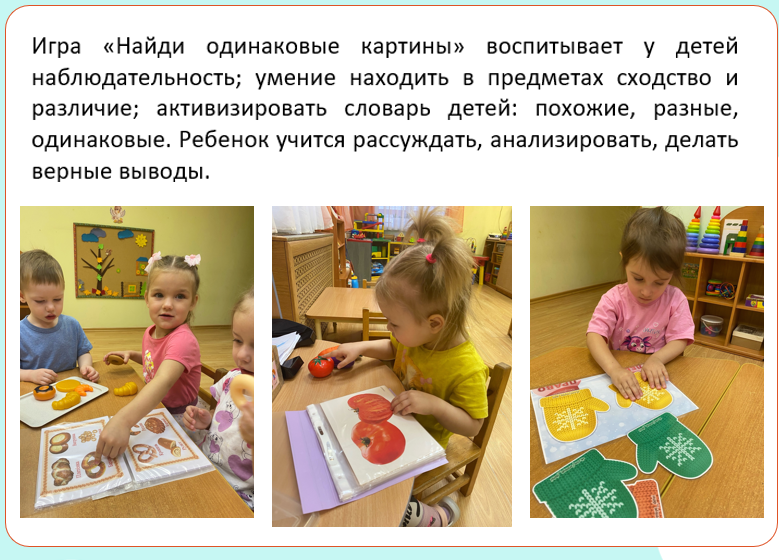 Игра «Найди одинаковые картины» воспитывает у детей
наблюдательность; умение находить в предметах сходство и
различие; активизировать словарь детей: похожие, разные,
одинаковые. Ребенок учится рассуждать, анализировать, делать
верные выводы.